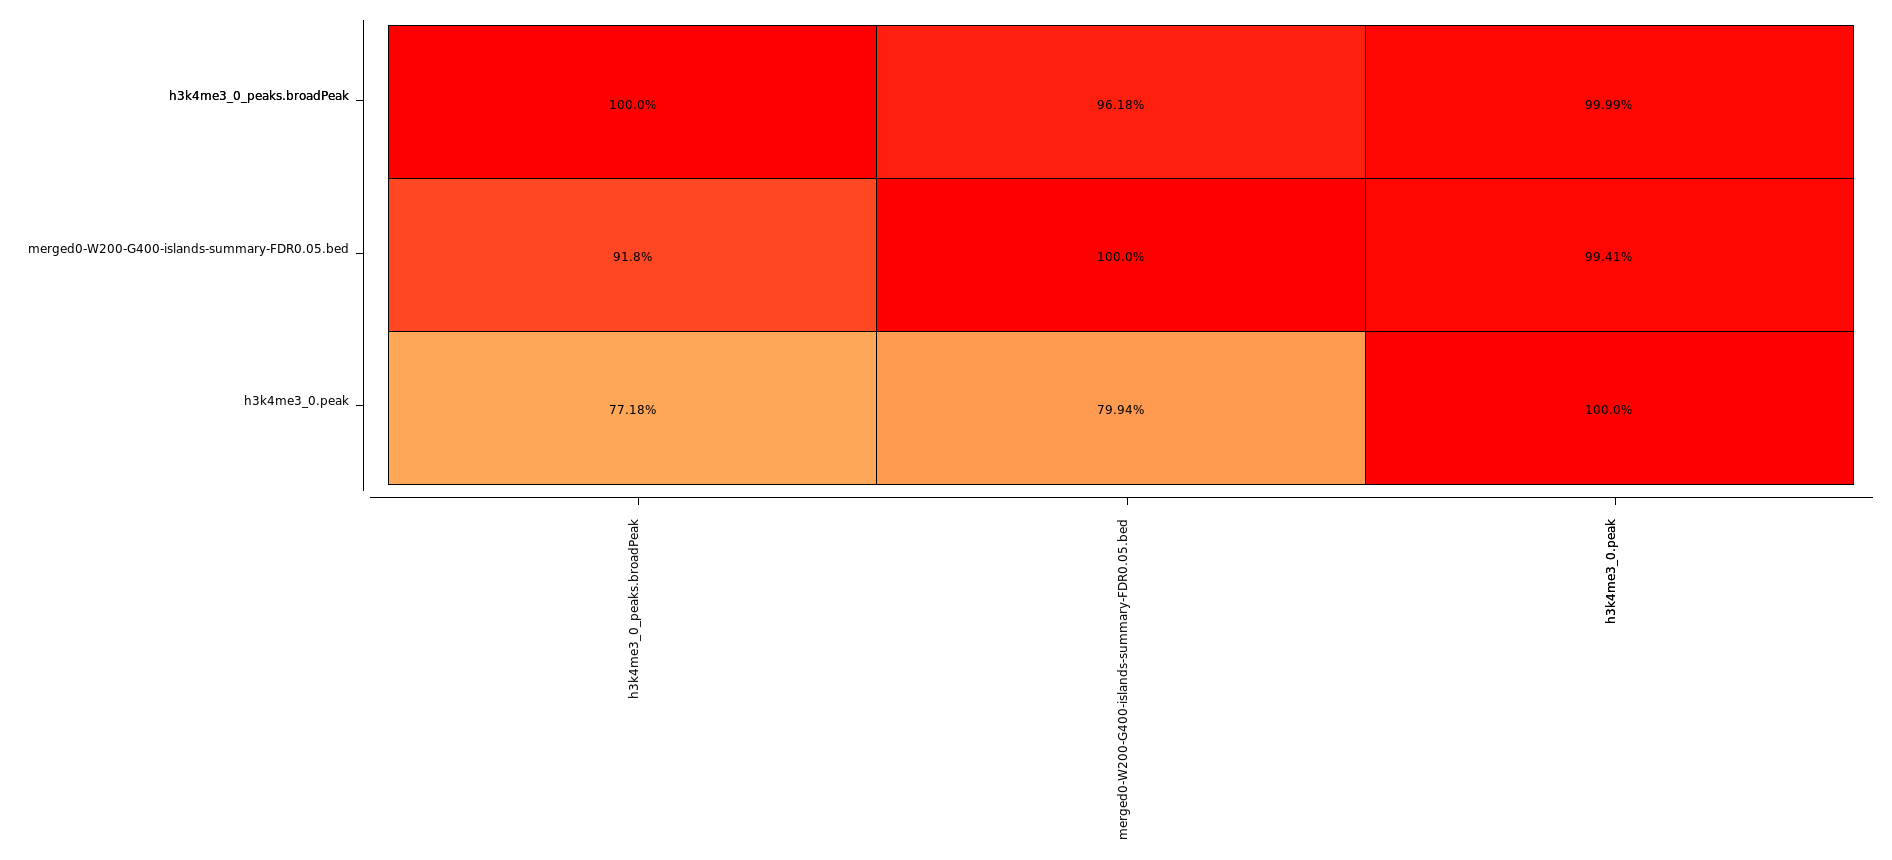 h3k4me3_0_peaks.broadPeak
100.0%
96.18%
99.99%
merged0-W200-G400-islands-summary-FDR0.05.bed
91.8%
100.0%
99.41%
h3k4me3_0.peak
77.18%
79.94%
100.0%
h3k4me3_0_peaks.broadPeak
merged0-W200-G400-islands-summary-FDR0.05.bed
h3k4me3_0.peak